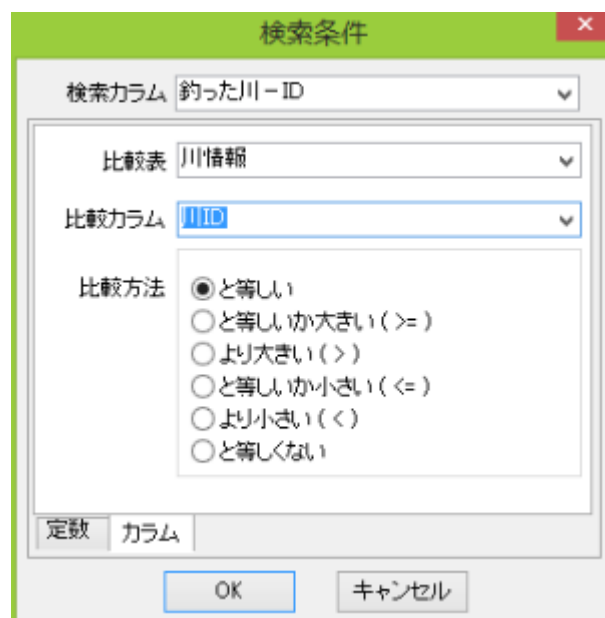 検索条件
検索カラム 釣った川－ID
比較表 川情報
比較カラム 川ID
比較方法 と等しい
と等しいか大きい(>=)
より大きい(>)
と等しいか小さい(<=)
より小さい(<)
と等しくない
定数 カラム
OK キャンセル